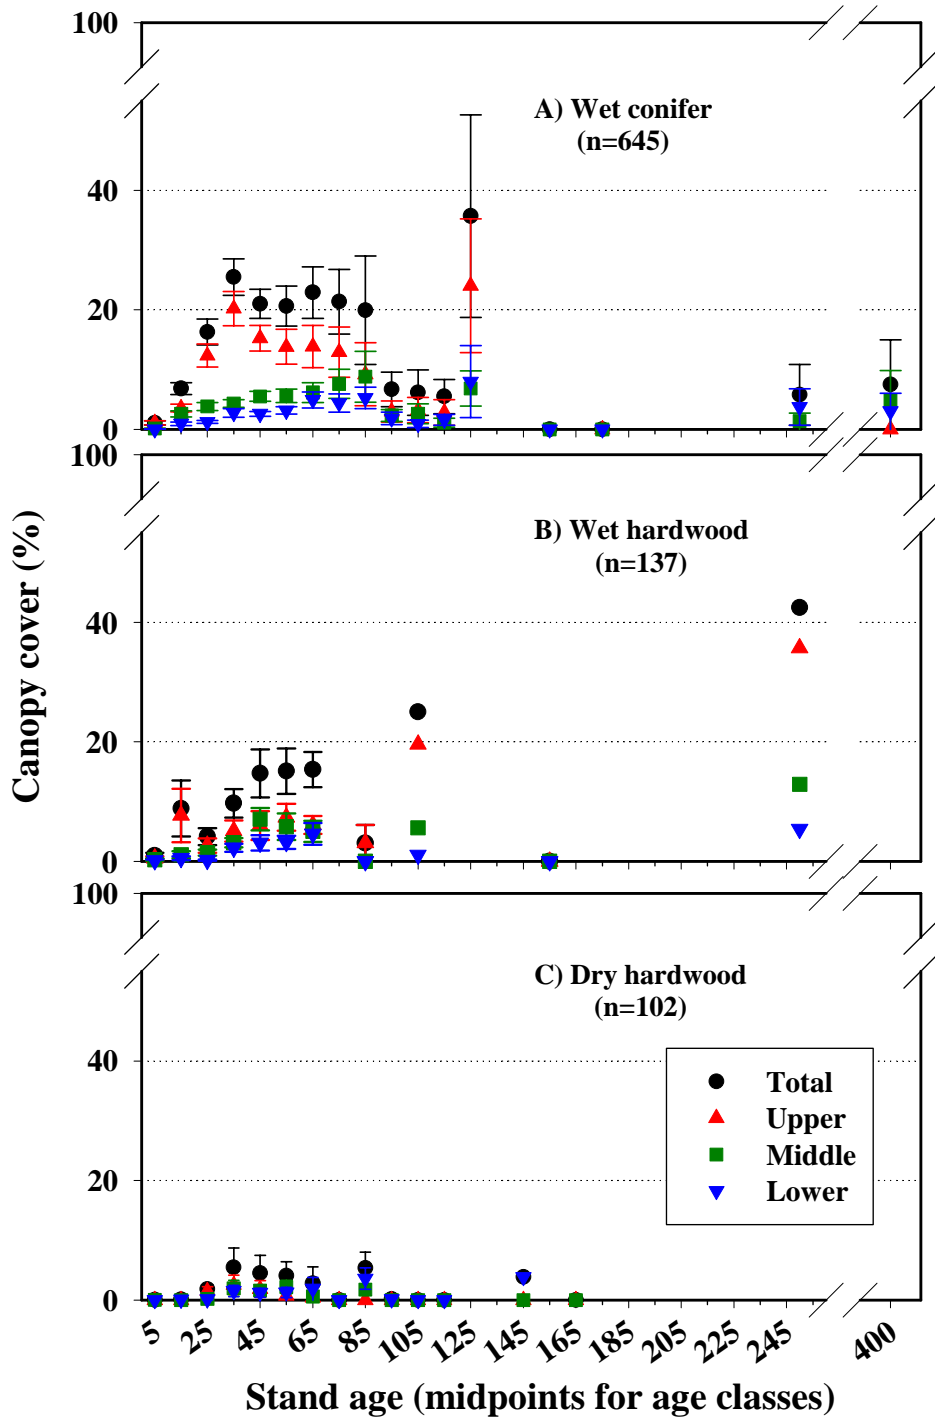 100
A) Wet conifer
(n=645)
40
20
0
100
B) Wet hardwood
(n=137)
40
20
0
100
C) Dry hardwood
(n=102)
40
20
0
Total
Upper
Middle
Lower
Canopy cover (%)
5 25 45 65 85 105 125 145 165 185 205 225 245 400
Stand age (midpoints for age classes)